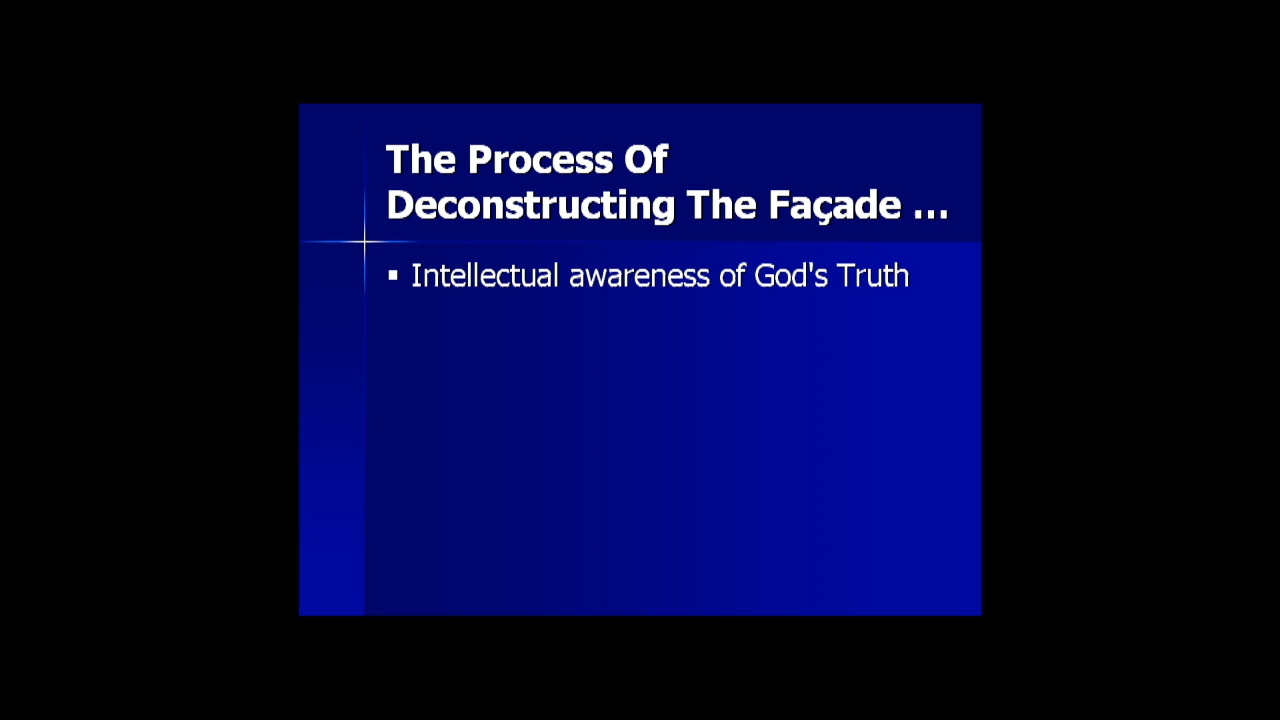 The Process Of
Deconstructing The Façade ...
▪ Intellectual awareness of God's Truth